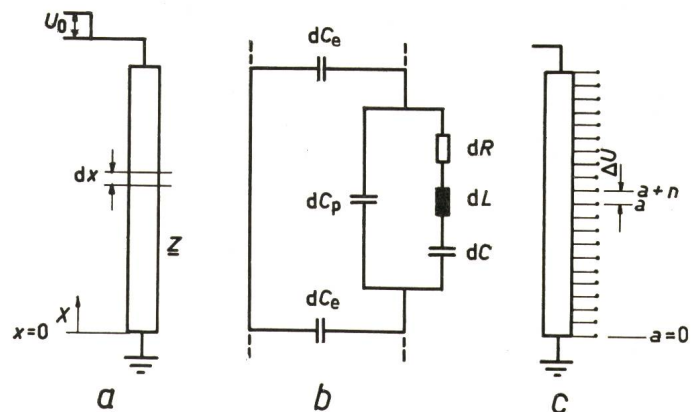 U₀
dx
Z
X
x=0
a
dCₑ
dR
dCₚ
dL
dC
dCₑ
b
ΔU
a+n
a
a=0
c